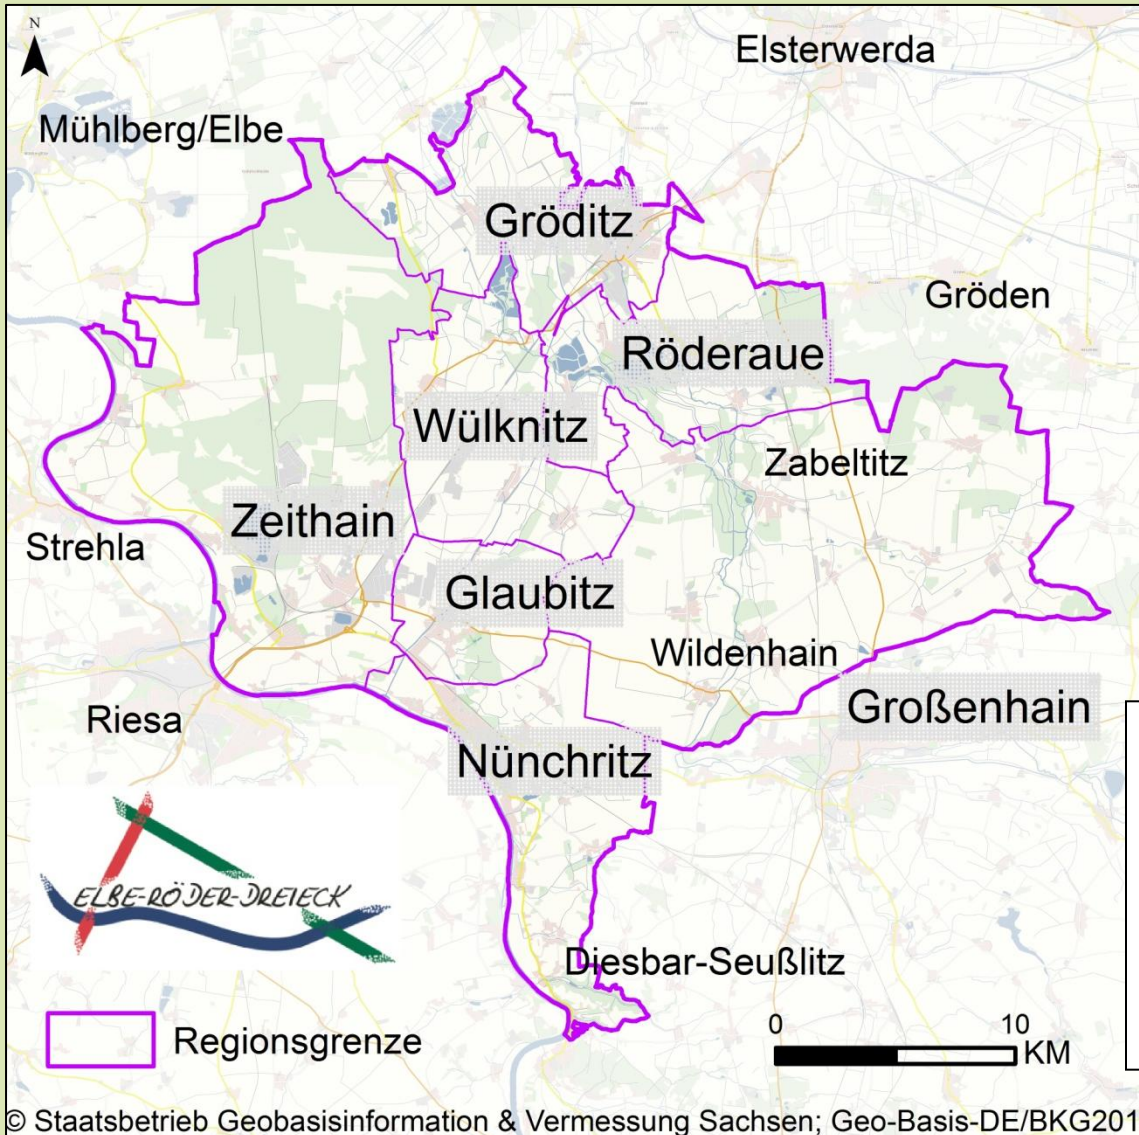 N
Elsterwerda
Mühlberg/Elbe
Gröditz
Gröden
Röderaue
Wülknitz
Zabeltitz
Zeithain
Strehla
Glaubitz
Wildenhain
Großenhain
Riesa
Nünchritz
ELBE-RÖDER-DREIECK
Diesbar-Seußlitz
Regionsgrenze
0 10
KM
© Staatsbetrieb Geobasisinformation & Vermessung Sachsen; Geo-Basis-DE/BKG201